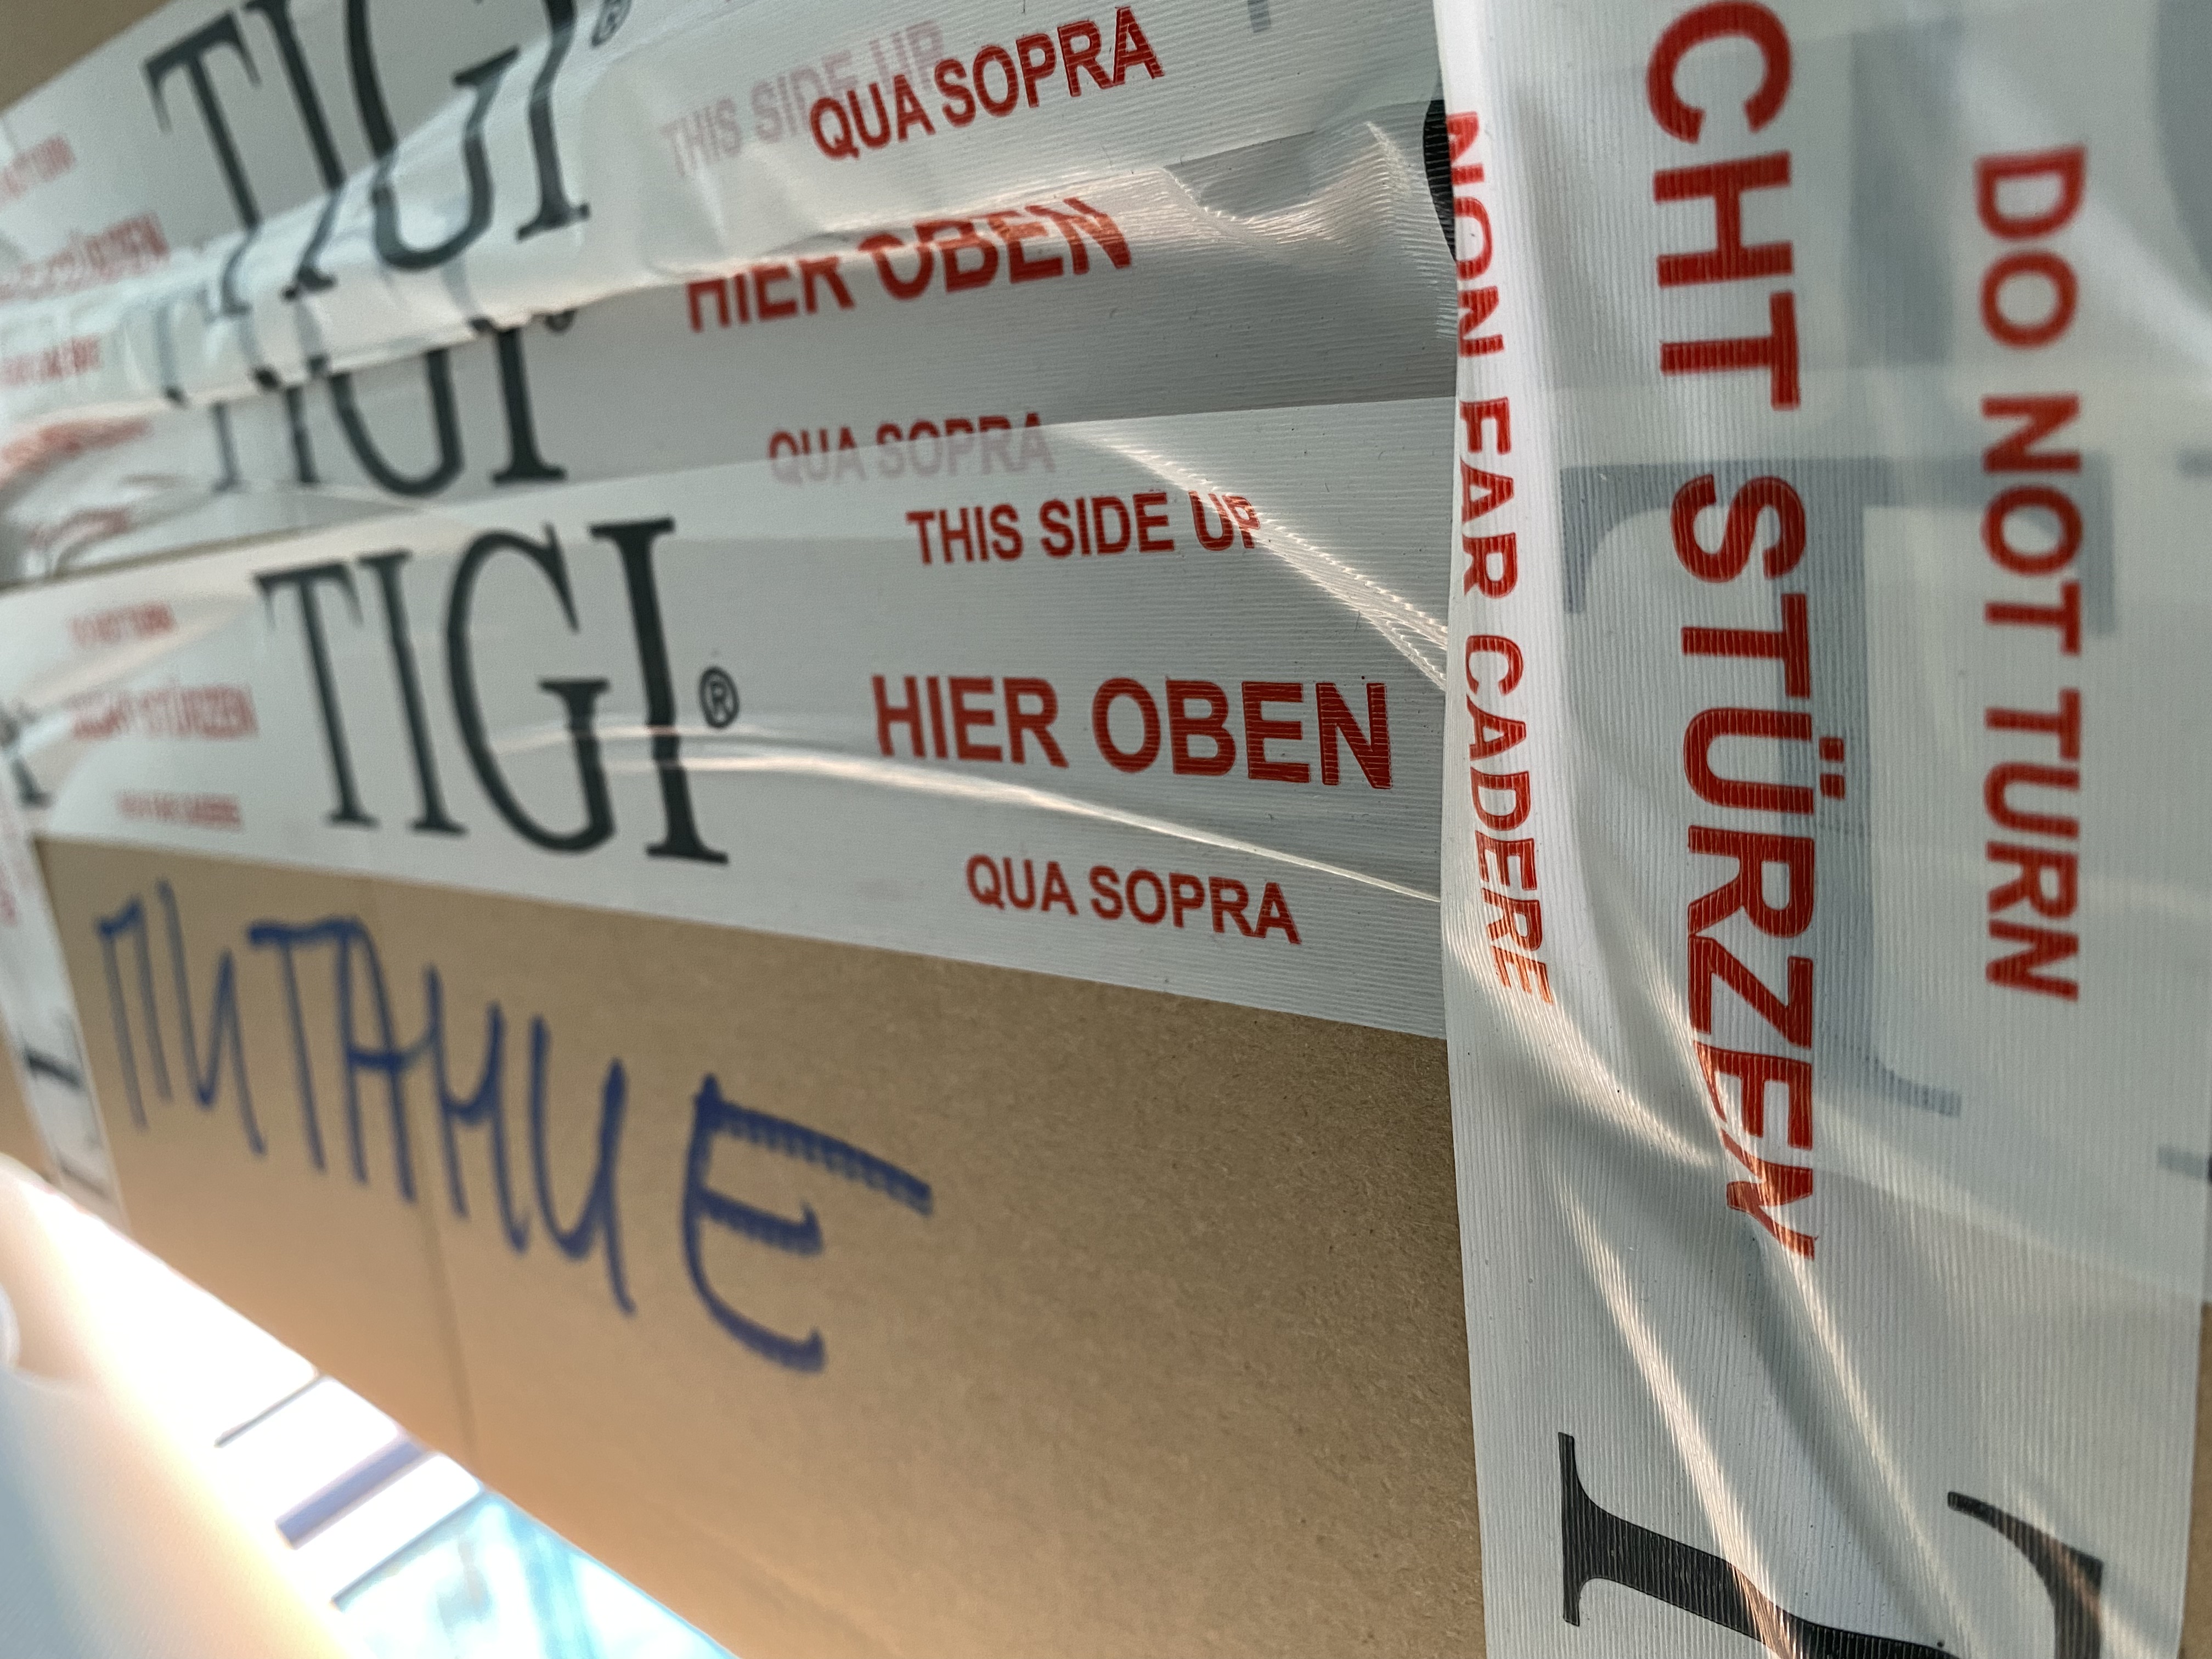 TIGI®
THIS SIDE UP
QUA SOPRA
HIER OBEN
TIGI
QUA SOPRA
THIS SIDE UP
TIGI®
HIER OBEN
QUA SOPRA
STÜRZEN
ПИТАНИЕ
NON FAR CADERE
CHT STÜRZEN
DO NOT TURN